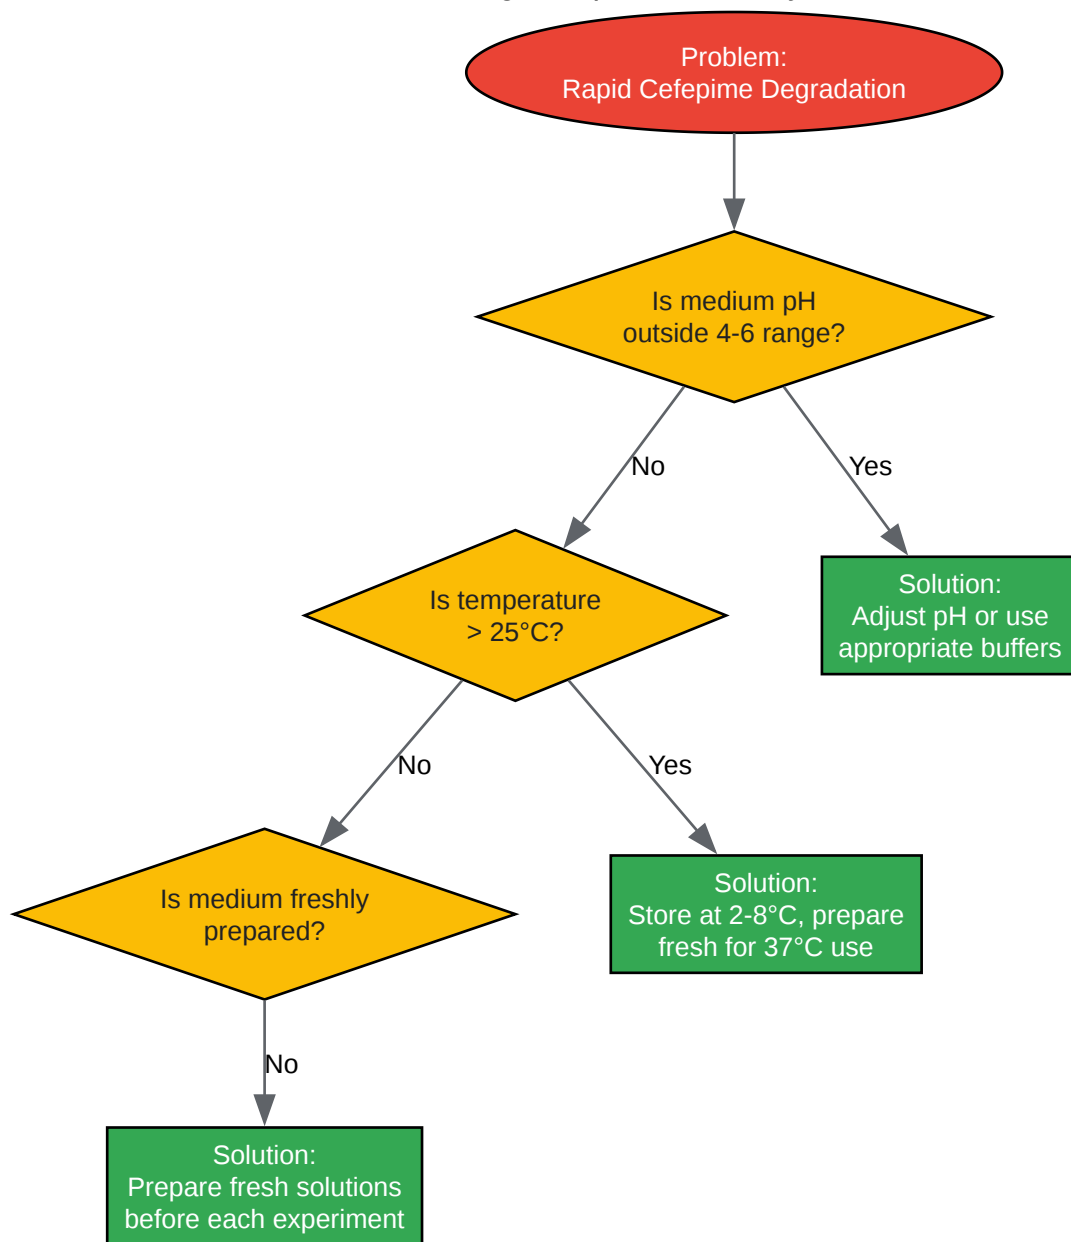 Problem:
Rapid Cefepime Degradation
Is medium pH
outside 4-6 range?
No
Yes
Is temperature
> 25°C?
Solution:
Adjust pH or use
appropriate buffers
No
Yes
Is medium freshly
prepared?
Solution:
Store at 2-8°C, prepare
fresh for 37°C use
No
Solution:
Prepare fresh solutions
before each experiment